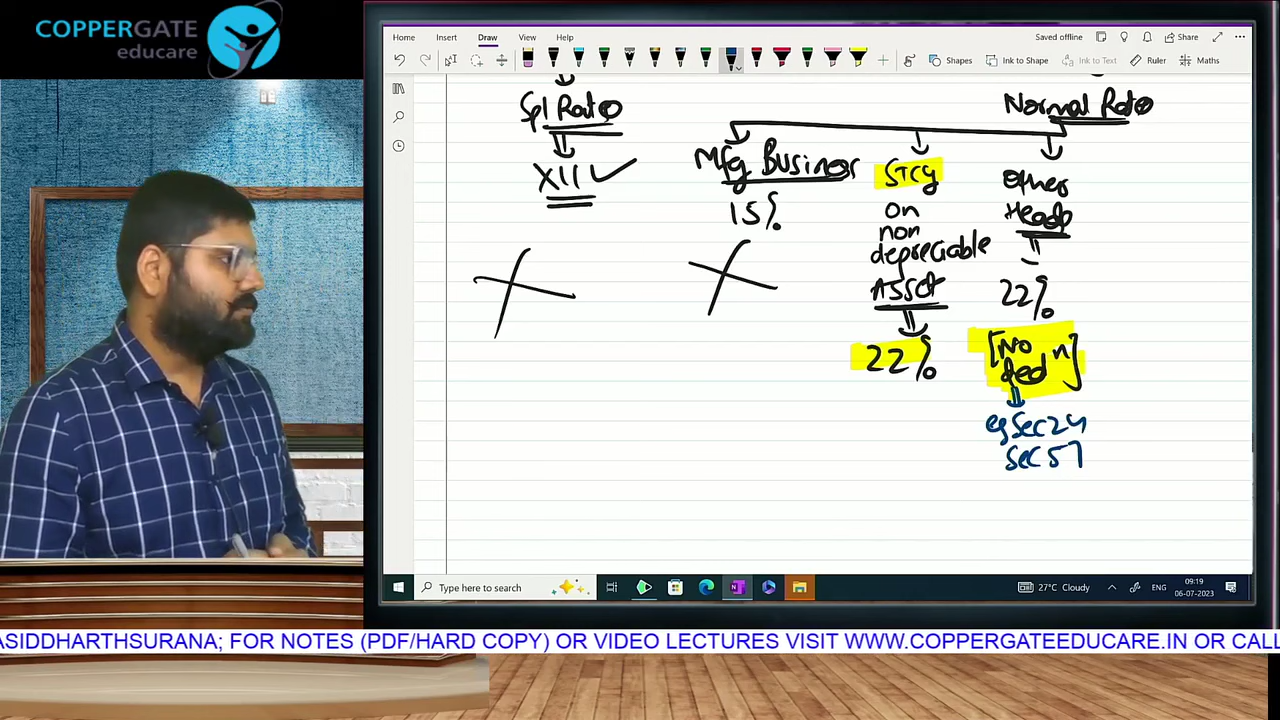 COPPERGATE
educare
Home Insert Draw View Help
Saved offline
Share
Shapes
Ink to Shape
Ink to Text
Ruler
Maths
Spl Rate
Normal Rate
XII
Mfg Business
15%
STCG
on
non
depreciable
Asset
22%
Other
Heads
22%
[No
Dedn]
eg Sec 24
Sec 57
Type here to search
27°C Cloudy
ENG
09:19
06-07-2023
ASIDDHARTHSURANA; FOR NOTES (PDF/HARD COPY) OR VIDEO LECTURES VISIT WWW.COPPERGATEEDUCARE.IN OR CALL